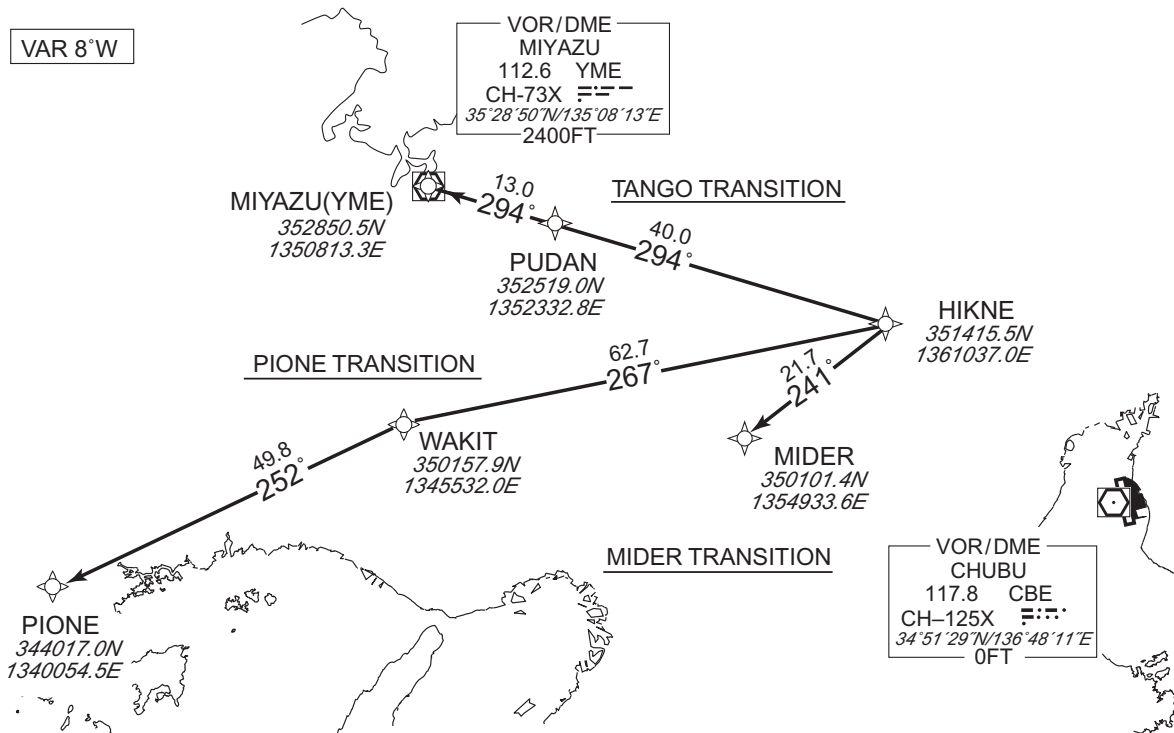 VAR 8˚W
VOR/DME
MIYAZU
112.6 YME
CH-73X
35˚28´50˝N/135˚08´13˝E
2400FT
MIYAZU(YME)
352850.5N
1350813.3E
13.0
294˚
TANGO TRANSITION
PUDAN
352519.0N
1352332.8E
40.0
294˚
HIKNE
351415.5N
1361037.0E
PIONE TRANSITION
62.7
267˚
21.7
241˚
WAKIT
350157.9N
1345532.0E
MIDER
350101.4N
1354933.6E
49.8
252˚
MIDER TRANSITION
VOR/DME
CHUBU
117.8 CBE
CH–125X
34˚51´29˝N/136˚48´11˝E
0FT
PIONE
344017.0N
1340054.5E